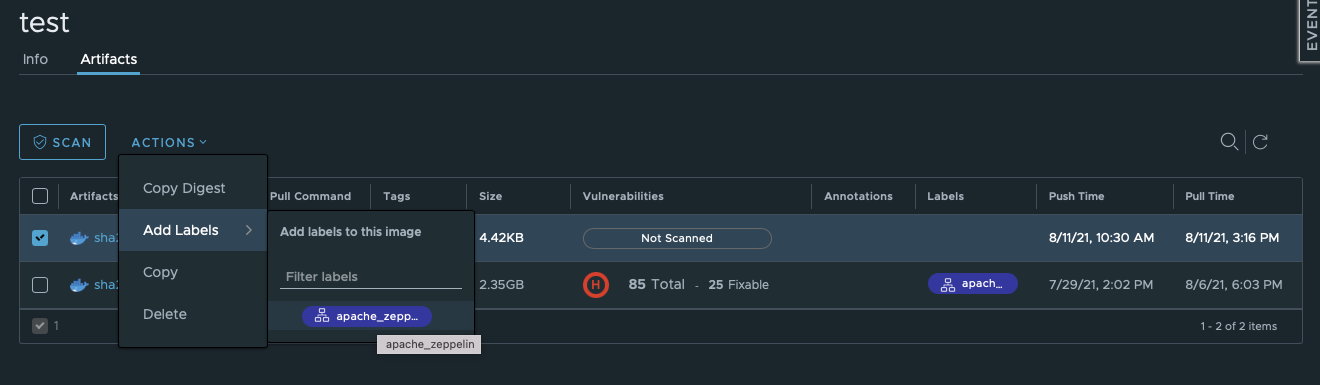 test
EVENT
Info Artifacts
SCAN ACTIONS
Copy Digest
Add Labels
Copy
Delete
Artifacts Pull Command Tags Size Vulnerabilities Annotations Labels Push Time Pull Time
sha2 4.42KB Not Scanned 8/11/21, 10:30 AM 8/11/21, 3:16 PM
sha2 2.35GB H 85 Total - 25 Fixable apach_ 7/29/21, 2:02 PM 8/6/21, 6:03 PM
Add labels to this image
Filter labels
apache_zepp...
apache_zeppelin
1 1 - 2 of 2 items